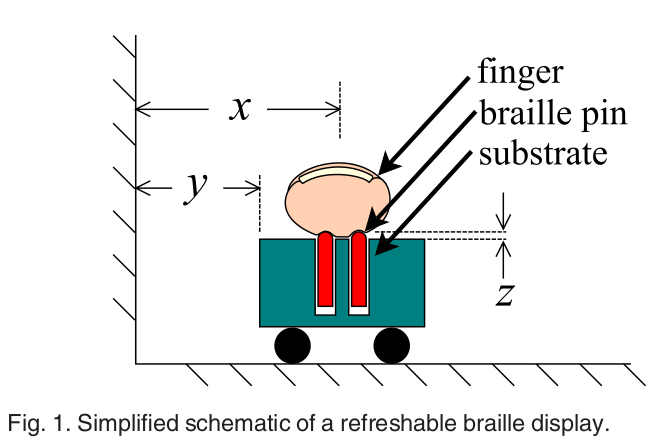 finger
x
braille pin
substrate
y
z
Fig. 1. Simplified schematic of a refreshable braille display.